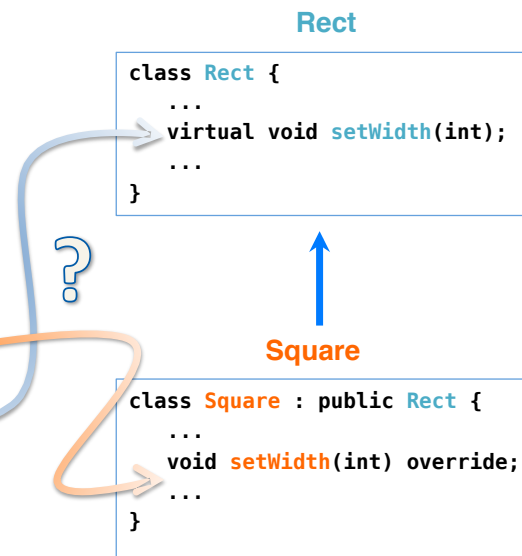 Rect
class Rect {
...
virtual void setWidth(int);
...
}
?
Square
class Square : public Rect {
...
void setWidth(int) override;
...
}